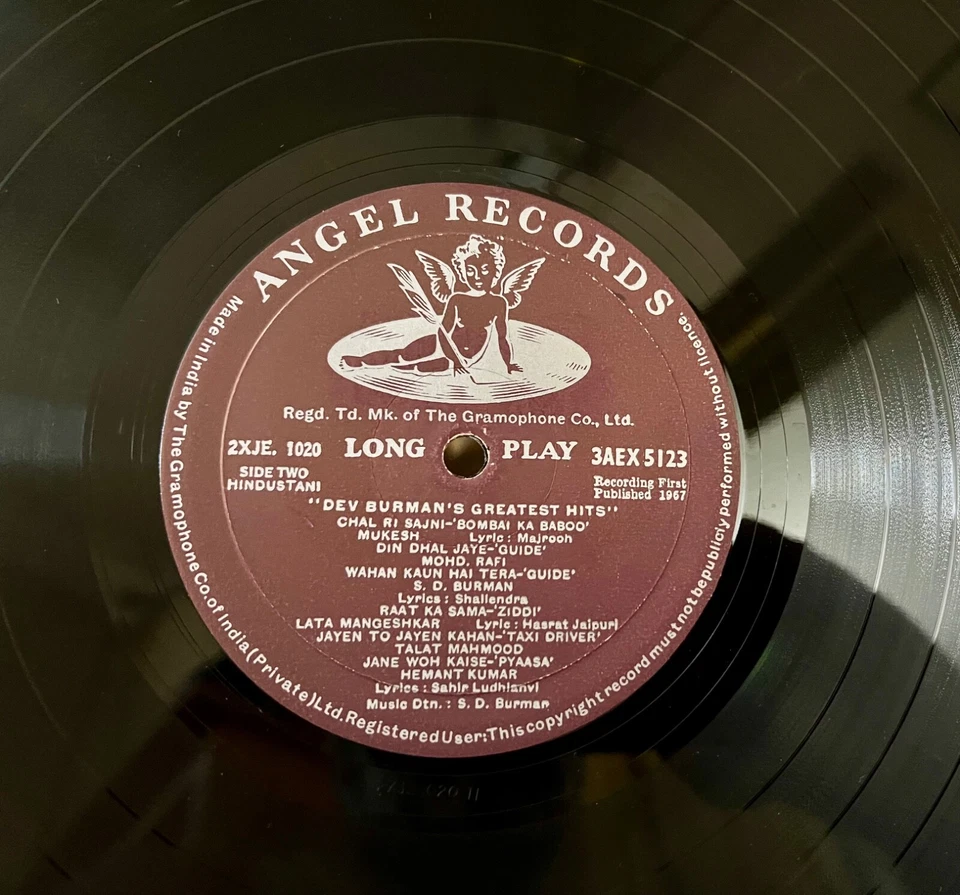 ANGEL RECORDS
Regd. Td. Mk. of The Gramophone Co., Ltd.
2XJE. 1020 LONG PLAY 3AEX 5123
SIDE TWO
HINDUSTANI
Recording First
Published 1967
"DEV BURMAN'S GREATEST HITS"
CHAL RI SAJNI-'BOMBAI KA BABOO'
MUKESH Lyric : Majrooh
DIN DHAL JAYE-'GUIDE'
MOHD. RAFI
WAHAN KAUN HAI TERA-'GUIDE'
S. D. BURMAN
Lyrics : Shailendra
RAAT KA SAMA-'ZIDDI'
LATA MANGESHKAR Lyric : Hasrat Jaipuri
JAYEN TO JAYEN KAHAN-'TAXI DRIVER'
TALAT MAHMOOD
JANE WOH KAISE-'PYAASA'
HEMANT KUMAR
Lyrics : Sahir Ludhianvi
Music Dtn. : S. D. Burman
Made in India by The Gramophone Co. of India (Private) Ltd. Registered User: This copyright record must not be publicly performed without licence.